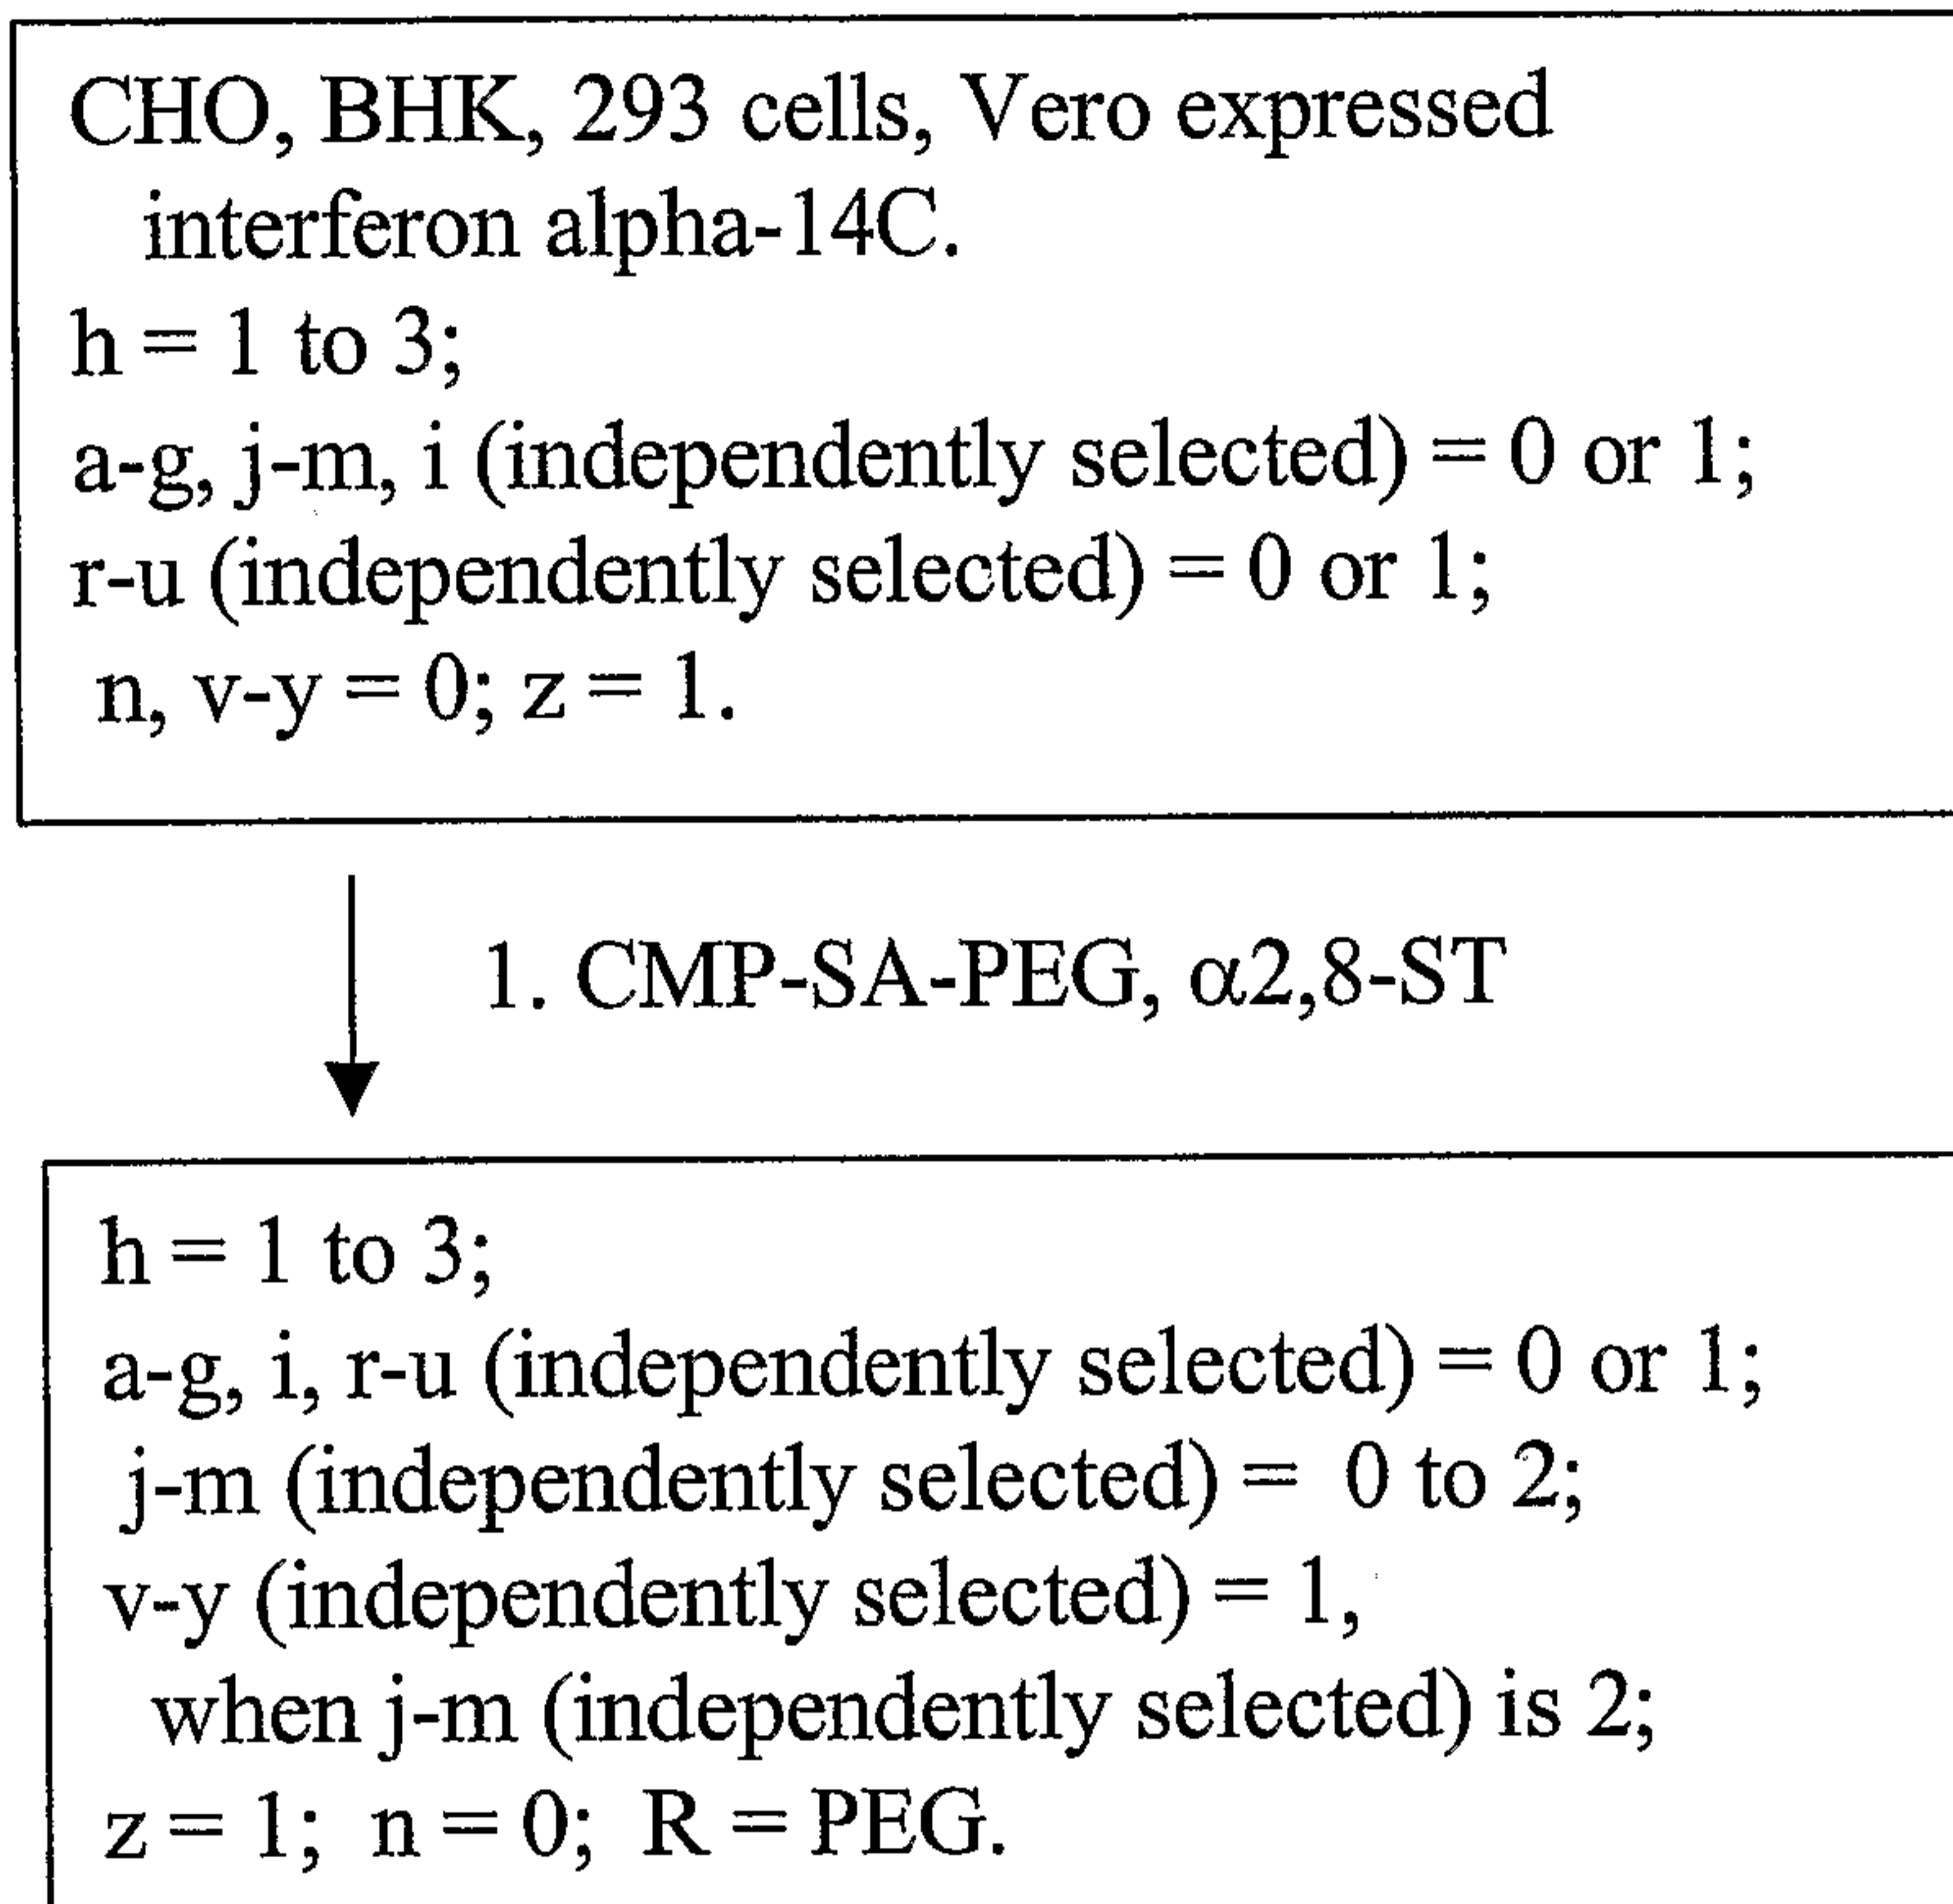 CHO, BHK, 293 cells, Vero expressed
interferon alpha-14C.
h = 1 to 3;
a-g, j-m, i (independently selected) = 0 or 1;
r-u (independently selected) = 0 or 1;
n, v-y = 0; z = 1.
1. CMP-SA-PEG, α2,8-ST
h = 1 to 3;
a-g, i, r-u (independently selected) = 0 or 1;
j-m (independently selected) = 0 to 2;
v-y (independently selected) = 1,
when j-m (independently selected) is 2;
z = 1; n = 0; R = PEG.